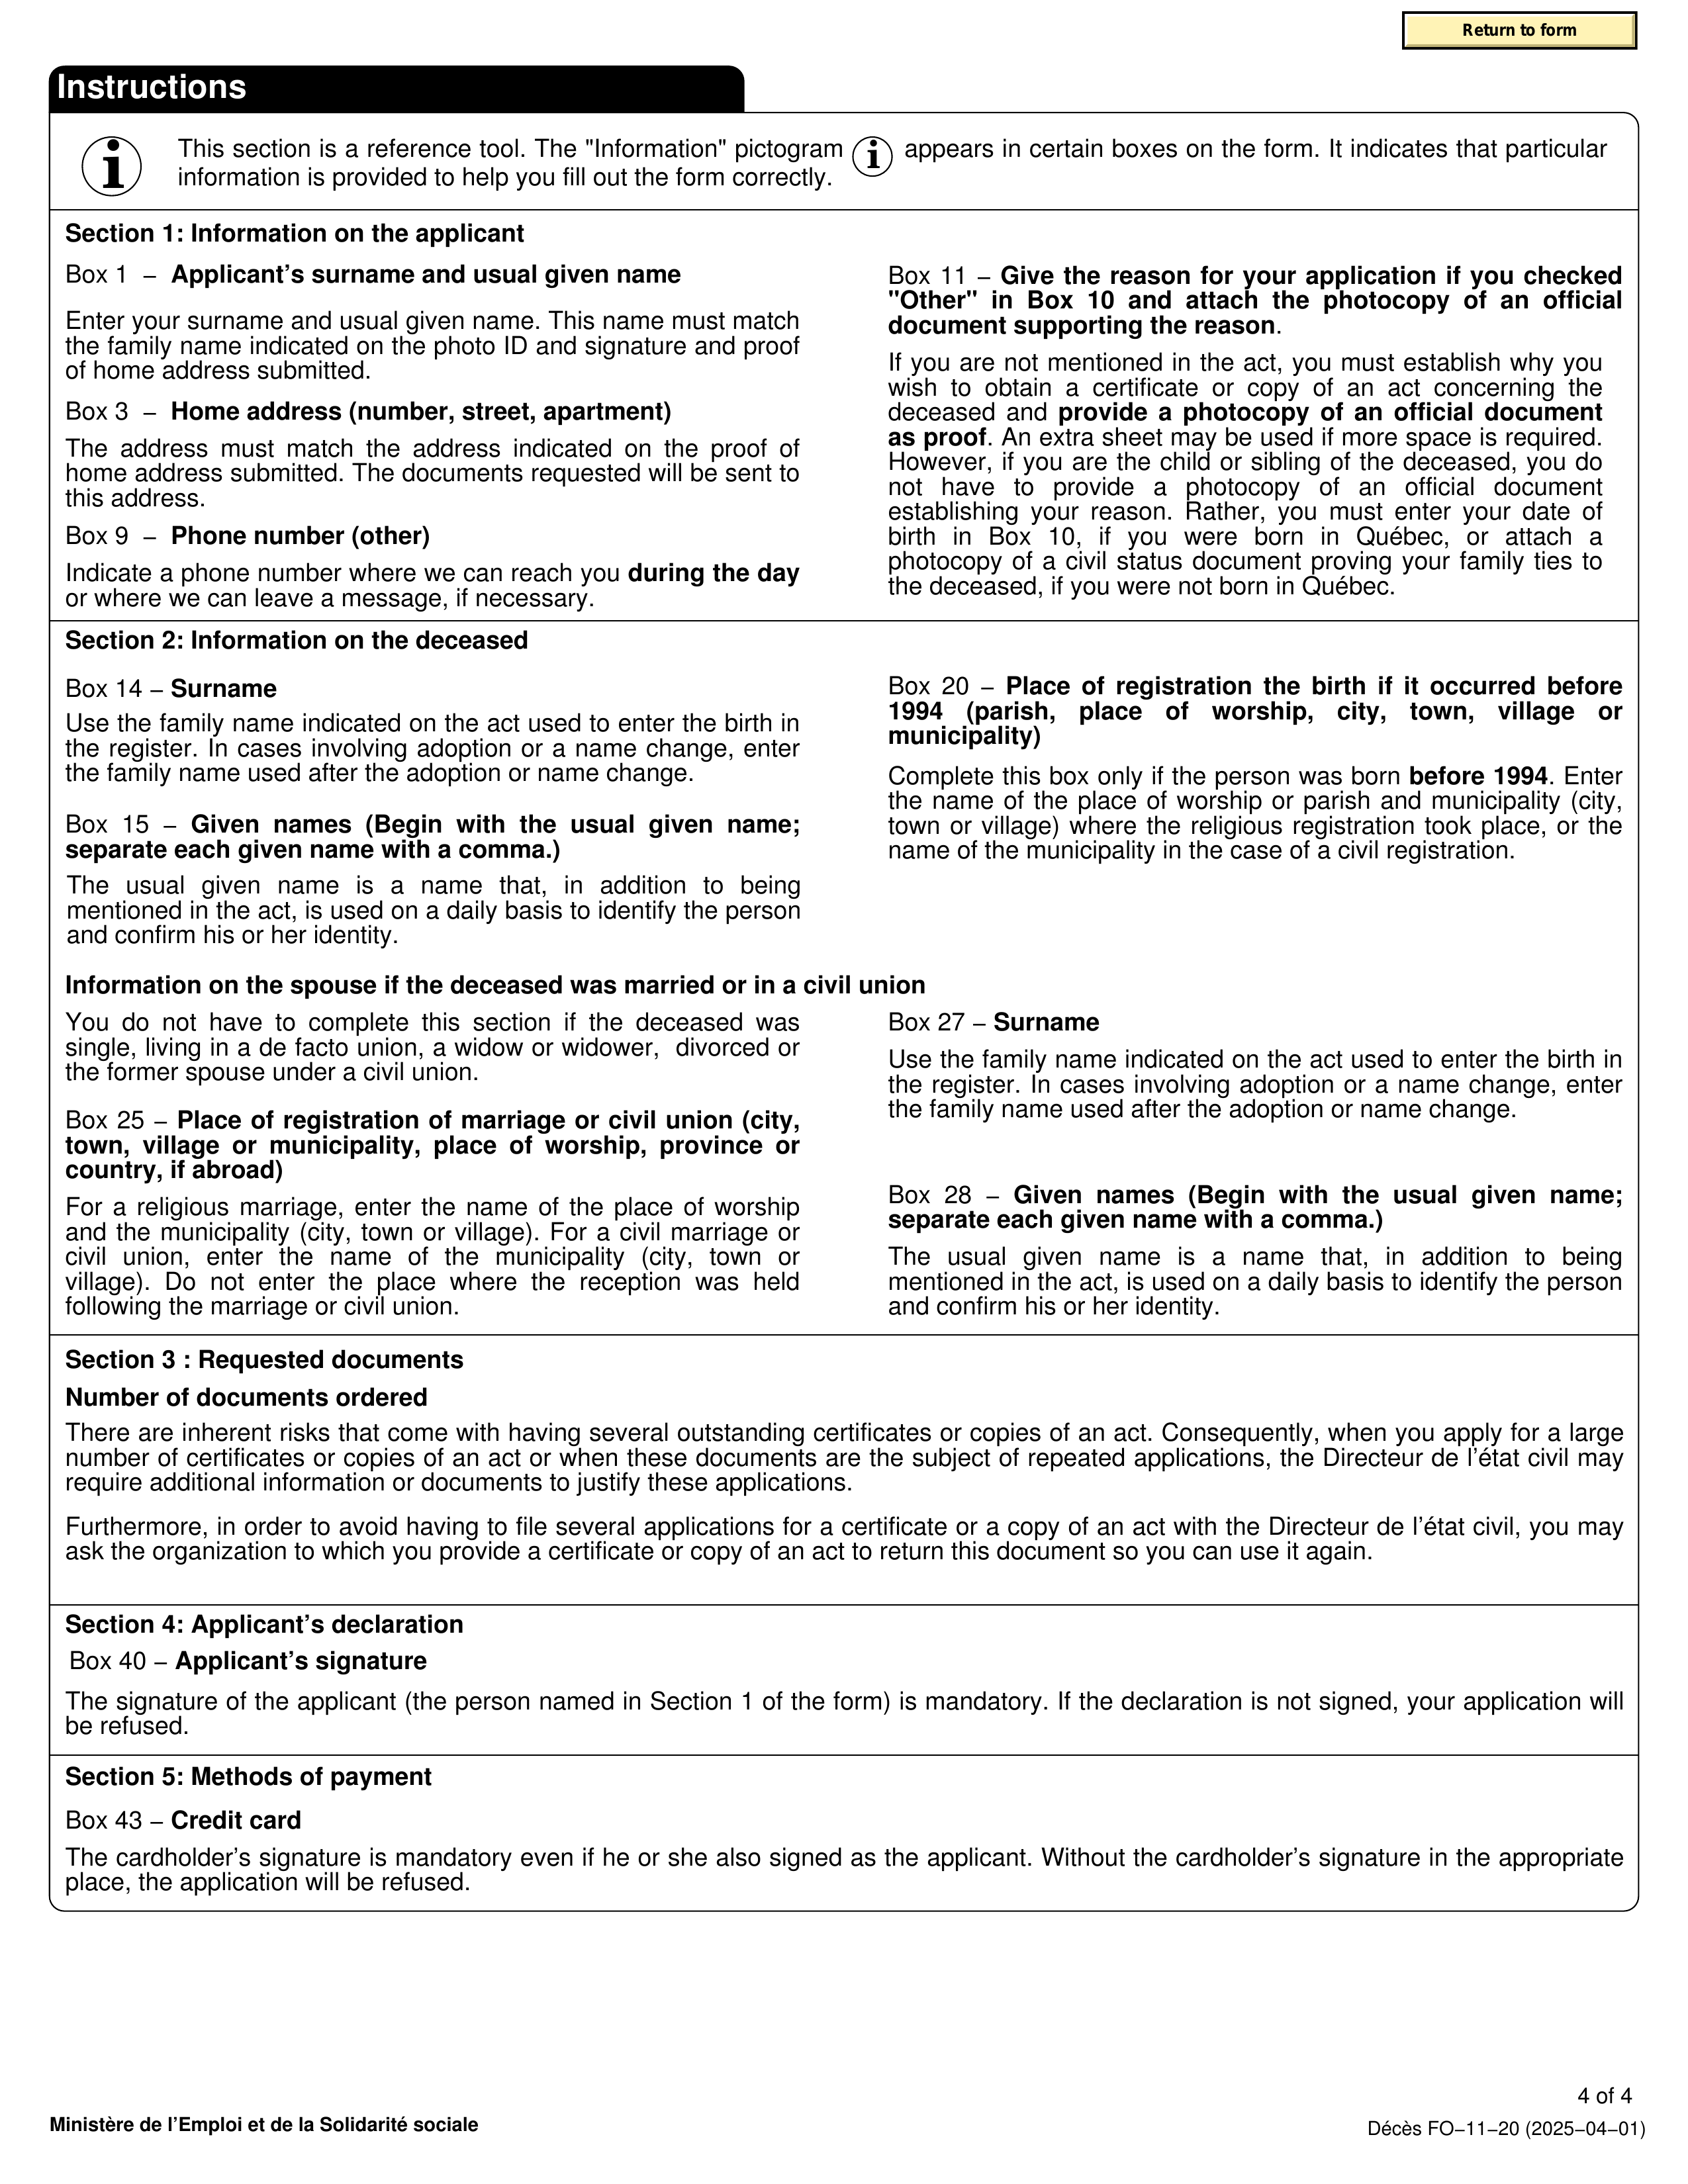 Return to form
Instructions
This section is a reference tool. The "Information" pictogram i appears in certain boxes on the form. It indicates that particular
information is provided to help you fill out the form correctly.
Section 1: Information on the applicant
Box 1 – Applicant's surname and usual given name
Enter your surname and usual given name. This name must match
the family name indicated on the photo ID and signature and proof
of home address submitted.
Box 3 – Home address (number, street, apartment)
The address must match the address indicated on the proof of
home address submitted. The documents requested will be sent to
this address.
Box 9 – Phone number (other)
Indicate a phone number where we can reach you during the day
or where we can leave a message, if necessary.
Box 11 – Give the reason for your application if you checked
"Other" in Box 10 and attach the photocopy of an official
document supporting the reason.
If you are not mentioned in the act, you must establish why you
wish to obtain a certificate or copy of an act concerning the
deceased and provide a photocopy of an official document
as proof. An extra sheet may be used if more space is required.
However, if you are the child or sibling of the deceased, you do
not have to provide a photocopy of an official document
establishing your reason. Rather, you must enter your date of
birth in Box 10, if you were born in Québec, or attach a
photocopy of a civil status document proving your family ties to
the deceased, if you were not born in Québec.
Section 2: Information on the deceased
Box 14 – Surname
Use the family name indicated on the act used to enter the birth in
the register. In cases involving adoption or a name change, enter
the family name used after the adoption or name change.
Box 15 – Given names (Begin with the usual given name;
separate each given name with a comma.)
The usual given name is a name that, in addition to being
mentioned in the act, is used on a daily basis to identify the person
and confirm his or her identity.
Box 20 – Place of registration the birth if it occurred before
1994 (parish, place of worship, city, town, village or
municipality)
Complete this box only if the person was born before 1994. Enter
the name of the place of worship or parish and municipality (city,
town or village) where the religious registration took place, or the
name of the municipality in the case of a civil registration.
Information on the spouse if the deceased was married or in a civil union
You do not have to complete this section if the deceased was
single, living in a de facto union, a widow or widower, divorced or
the former spouse under a civil union.
Box 25 – Place of registration of marriage or civil union (city,
town, village or municipality, place of worship, province or
country, if abroad)
For a religious marriage, enter the name of the place of worship
and the municipality (city, town or village). For a civil marriage or
civil union, enter the name of the municipality (city, town or
village). Do not enter the place where the reception was held
following the marriage or civil union.
Box 27 – Surname
Use the family name indicated on the act used to enter the birth in
the register. In cases involving adoption or a name change, enter
the family name used after the adoption or name change.
Box 28 – Given names (Begin with the usual given name;
separate each given name with a comma.)
The usual given name is a name that, in addition to being
mentioned in the act, is used on a daily basis to identify the person
and confirm his or her identity.
Section 3 : Requested documents
Number of documents ordered
There are inherent risks that come with having several outstanding certificates or copies of an act. Consequently, when you apply for a large
number of certificates or copies of an act or when these documents are the subject of repeated applications, the Directeur de l'état civil may
require additional information or documents to justify these applications.
Furthermore, in order to avoid having to file several applications for a certificate or a copy of an act with the Directeur de l'état civil, you may
ask the organization to which you provide a certificate or copy of an act to return this document so you can use it again.
Section 4: Applicant's declaration
Box 40 – Applicant's signature
The signature of the applicant (the person named in Section 1 of the form) is mandatory. If the declaration is not signed, your application will
be refused.
Section 5: Methods of payment
Box 43 – Credit card
The cardholder's signature is mandatory even if he or she also signed as the applicant. Without the cardholder's signature in the appropriate
place, the application will be refused.
4 of 4
Ministère de l'Emploi et de la Solidarité sociale
Décès FO–11–20 (2025–04–01)